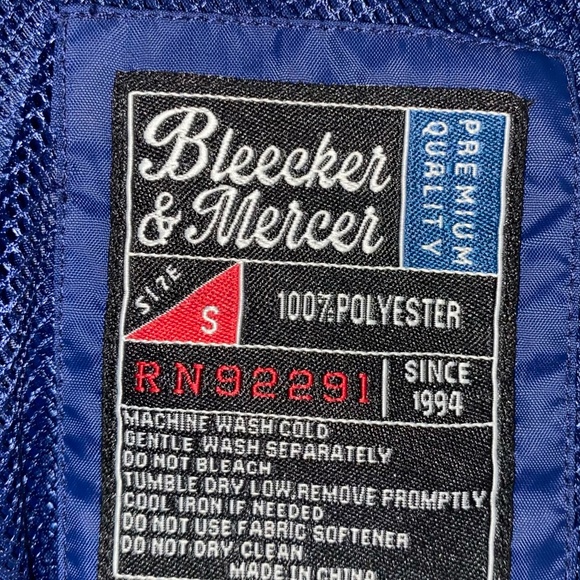 Bleecker
& Mercer
PREMIUM
QUALITY
SIZE
S
100% POLYESTER
RN92291
SINCE
1994
MACHINE WASH COLD
GENTLE WASH SEPARATELY
DO NOT BLEACH
TUMBLE DRY LOW,REMOVE PROMPTLY
COOL IRON IF NEEDED
DO NOT USE FABRIC SOFTENER
DO NOT DRY CLEAN
MADE IN CHINA